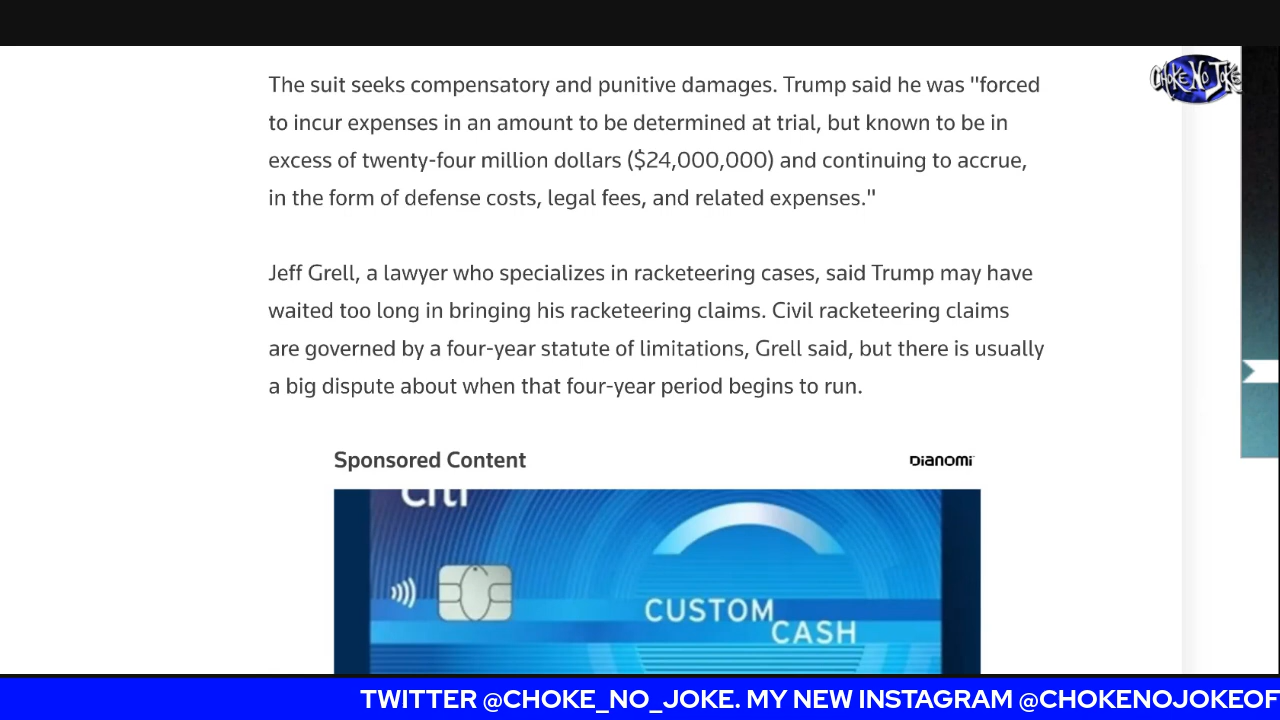 CHOKE NO JOKE
The suit seeks compensatory and punitive damages. Trump said he was "forced
to incur expenses in an amount to be determined at trial, but known to be in
excess of twenty-four million dollars ($24,000,000) and continuing to accrue,
in the form of defense costs, legal fees, and related expenses."
Jeff Grell, a lawyer who specializes in racketeering cases, said Trump may have
waited too long in bringing his racketeering claims. Civil racketeering claims
are governed by a four-year statute of limitations, Grell said, but there is usually
a big dispute about when that four-year period begins to run.
Sponsored Content
DIANOMI
citi
CUSTOM
CASH
TWITTER @CHOKE_NO_JOKE. MY NEW INSTAGRAM @CHOKENOJOKEOF